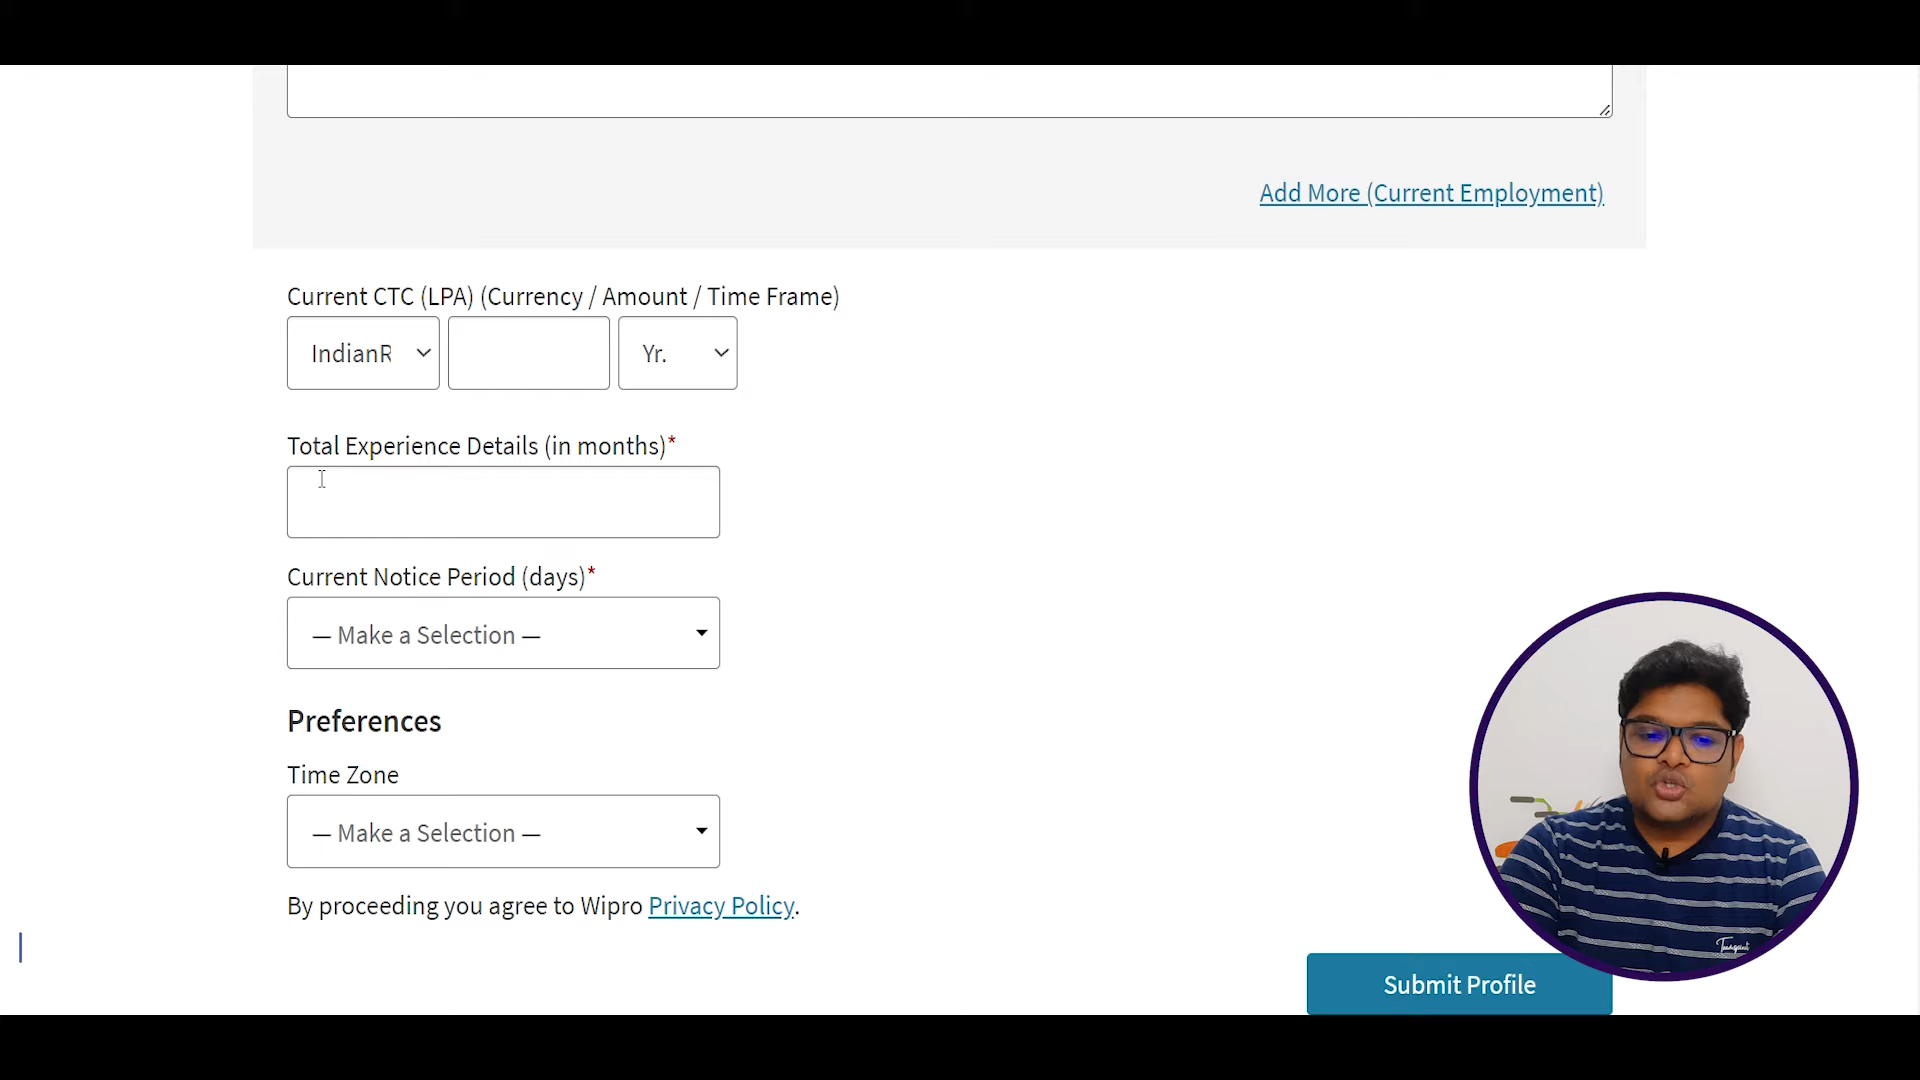 Add More (Current Employment)
Current CTC (LPA) (Currency / Amount / Time Frame)
IndianR
Yr.
Total Experience Details (in months)*
Current Notice Period (days)*
— Make a Selection —
Preferences
Time Zone
— Make a Selection —
By proceeding you agree to Wipro Privacy Policy.
Submit Profile